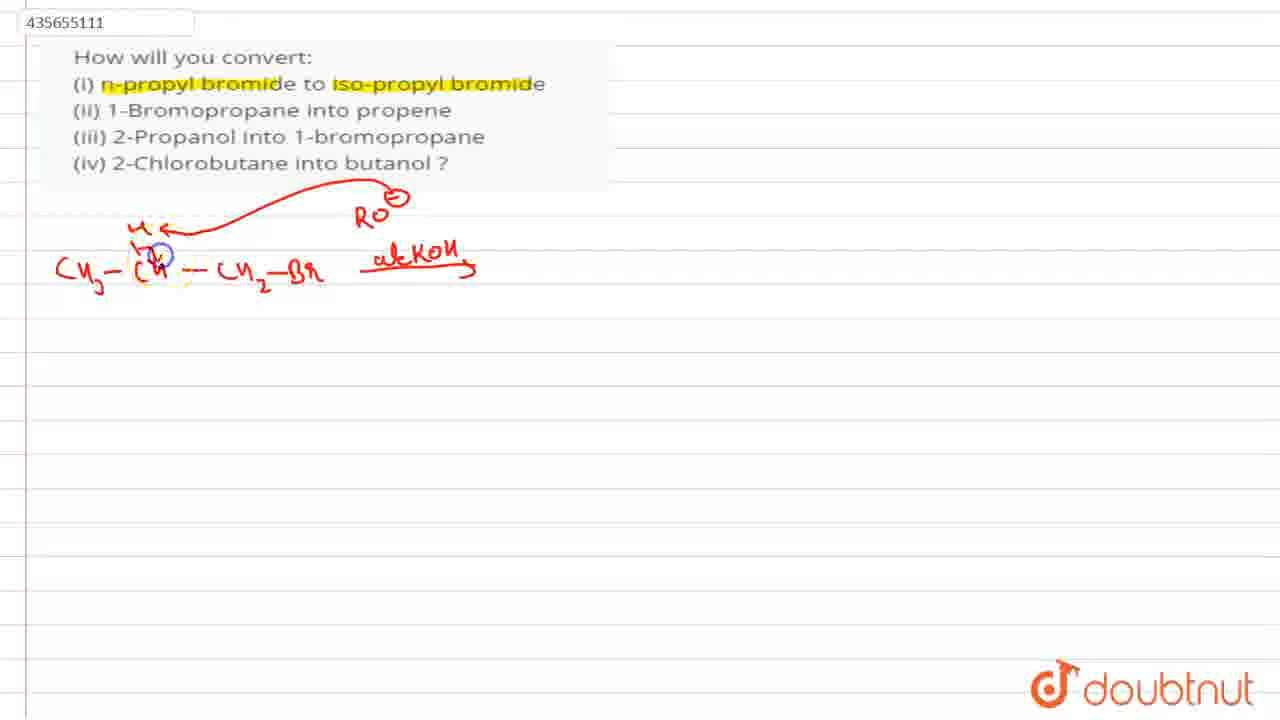 435655111
How will you convert:
(i) n-propyl bromide to iso-propyl bromide
(ii) 1-Bromopropane into propene
(iii) 2-Propanol into 1-bromopropane
(iv) 2-Chlorobutane into butanol ?
RO⊖
H
CH3-CH-CH2-Br alc KOH
doubtnut